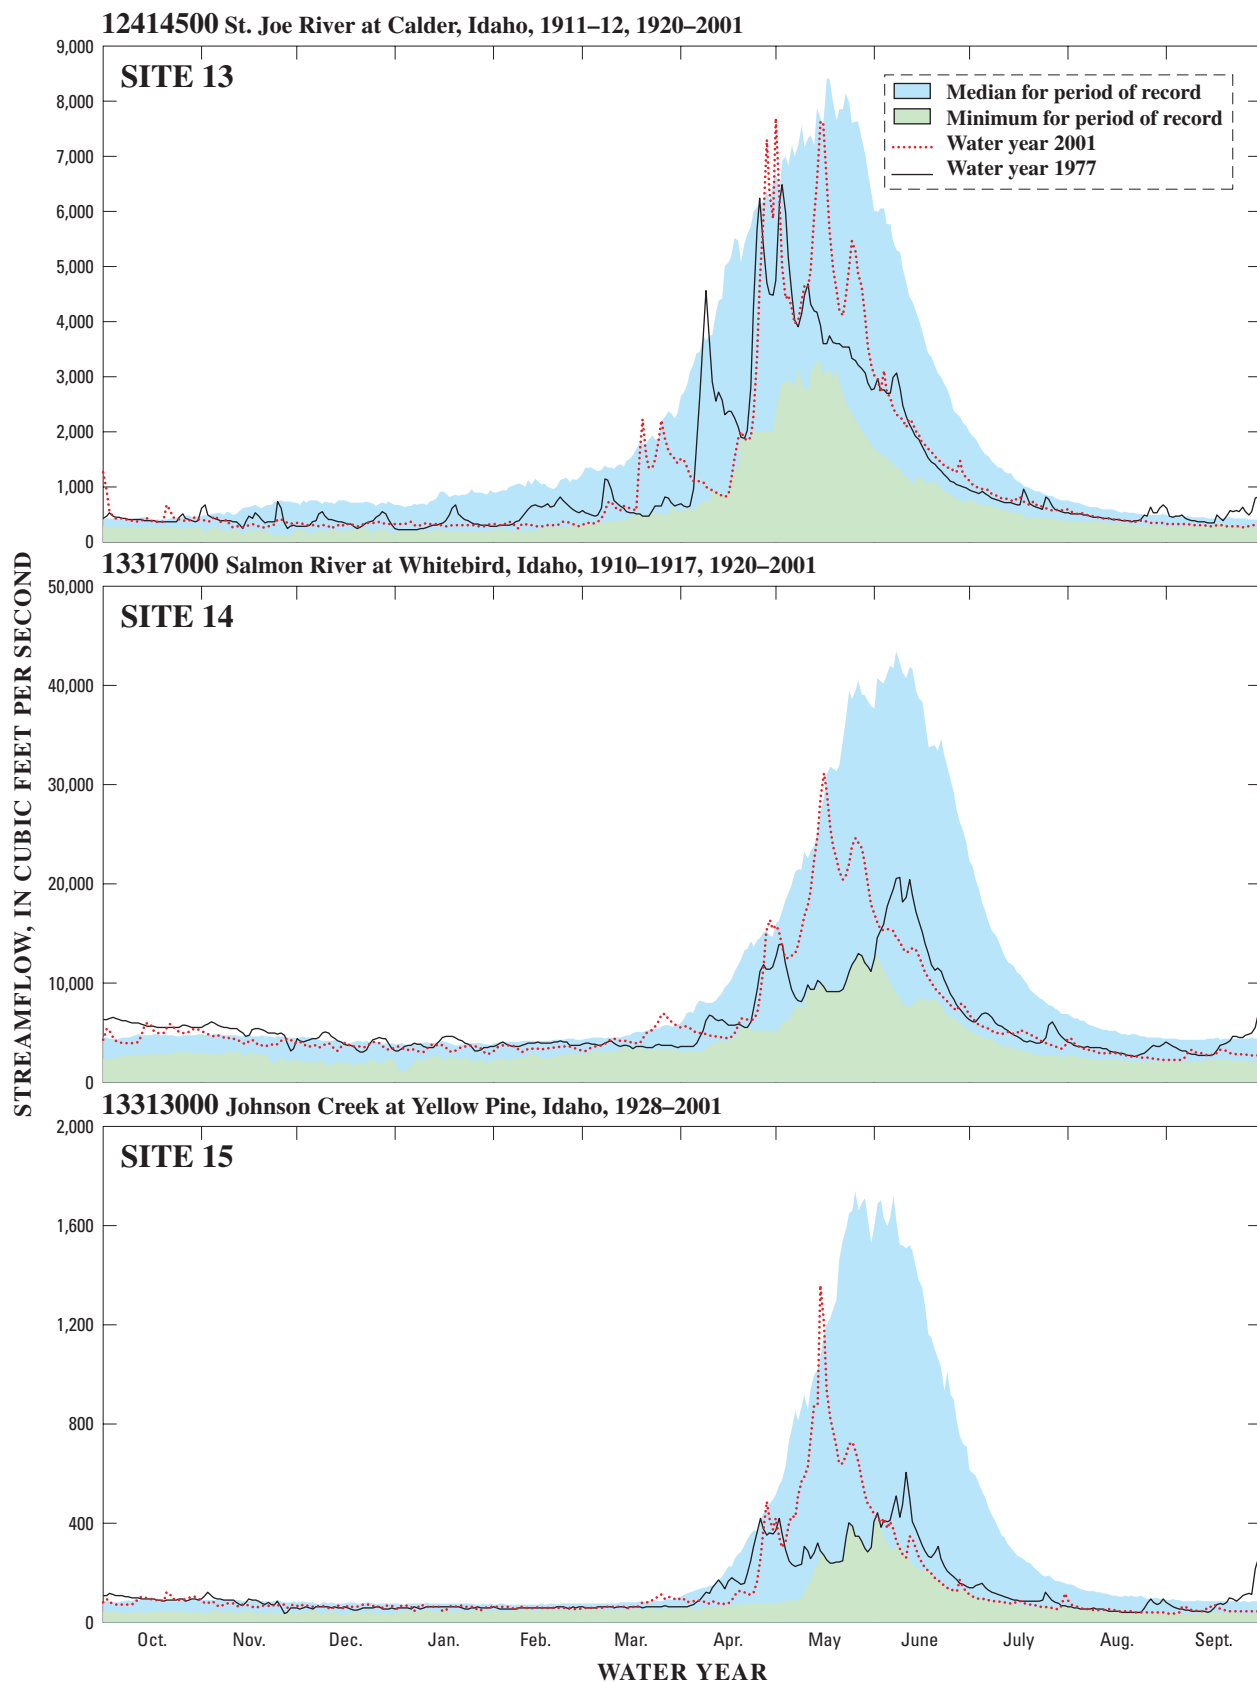 12414500 St. Joe River at Calder, Idaho, 1911–12, 1920–2001
SITE 13
9,000
8,000
7,000
6,000
5,000
4,000
3,000
2,000
1,000
0
Median for period of record
Minimum for period of record
Water year 2001
Water year 1977
13317000 Salmon River at Whitebird, Idaho, 1910–1917, 1920–2001
SITE 14
50,000
40,000
30,000
20,000
10,000
0
STREAMFLOW, IN CUBIC FEET PER SECOND
13313000 Johnson Creek at Yellow Pine, Idaho, 1928–2001
SITE 15
2,000
1,600
1,200
800
400
0
Oct. Nov. Dec. Jan. Feb. Mar. Apr. May June July Aug. Sept.
WATER YEAR